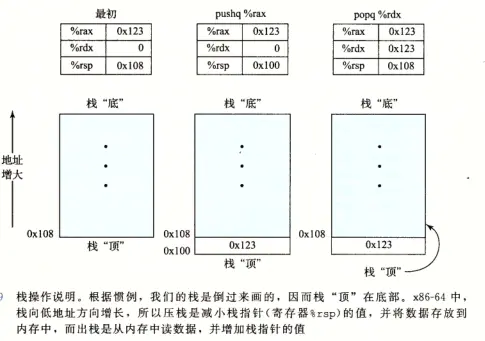 最初
%rax 0x123
%rdx 0
%rsp 0x108
pushq %rax
%rax 0x123
%rdx 0
%rsp 0x100
popq %rdx
%rax 0x123
%rdx 0x123
%rsp 0x108
栈“底”
栈“底”
栈“底”
地址
增大
0x108
栈“顶”
0x108
0x100
0x123
栈“顶”
0x108
0x123
栈“顶”
9 栈操作说明。根据惯例，我们的栈是倒过来画的，因而栈“顶”在底部。x86-64 中，
栈向低地址方向增长，所以压栈是减小栈指针(寄存器%rsp)的值，并将数据存放到
内存中，而出栈是从内存中读数据，并增加栈指针的值